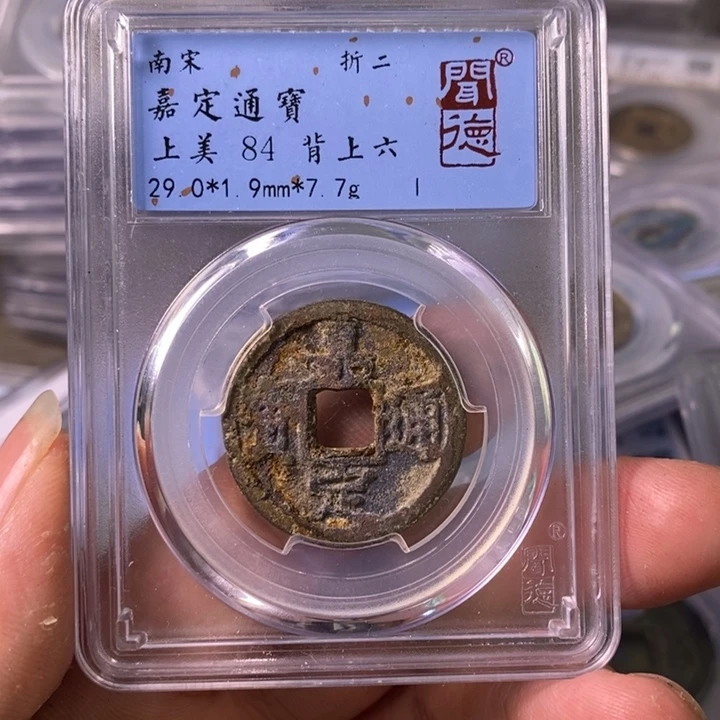 南宋 折二
嘉定通寶
上美 84 背上六
29.0*1.9mm*7.7g
聞德
®
嘉定通寶
聞德
®